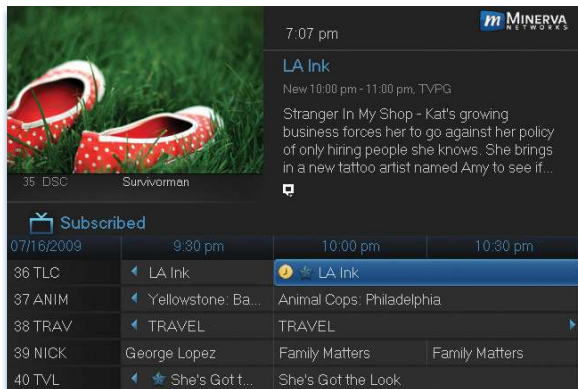 7:07 pm
m MINERVA
NETWORKS
LA Ink
New 10:00 pm - 11:00 pm, TVPG
Stranger In My Shop - Kat's growing
business forces her to go against her policy
of only hiring people she knows. She brings
in a new tattoo artist named Amy to see if...
35 DSC Survivorman
Subscribed
07/16/2009 9:30 pm 10:00 pm 10:30 pm
36 TLC LA Ink LA Ink
37 ANIM Yellowstone: Ba... Animal Cops: Philadelphia
38 TRAV TRAVEL TRAVEL
39 NICK George Lopez Family Matters Family Matters
40 TVL She's Got t... She's Got the Look